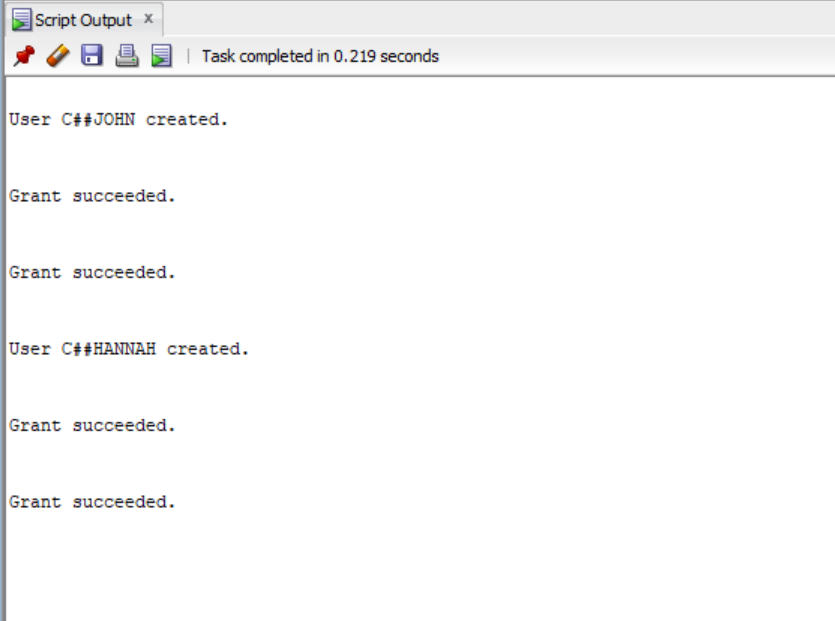 Script Output x
Task completed in 0.219 seconds
User C##JOHN created.
Grant succeeded.
Grant succeeded.
User C##HANNAH created.
Grant succeeded.
Grant succeeded.